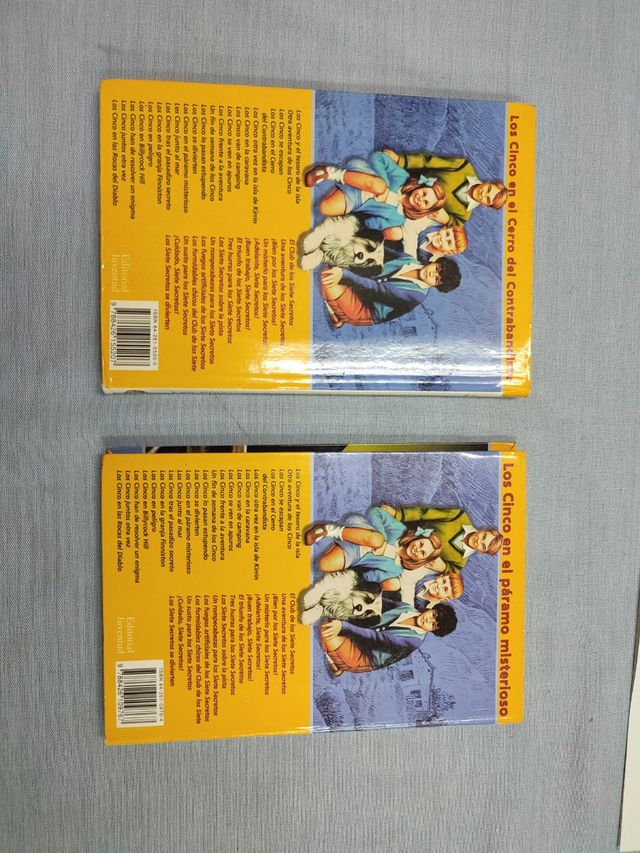 Los Cinco en el Cerro del Contrabandista
Los Cinco y el tesoro de la isla
Otra aventura de los Cinco
Los Cinco se escapan
Los Cinco en el Cerro
del Contrabandista
Los Cinco otra vez en la isla de Kirrin
Los Cinco en la caravana
Los Cinco van de camping
Los Cinco se ven en apuros
Los Cinco frente a la aventura
Un fin de semana de los Cinco
Los Cinco lo pasan estupendo
Los Cinco se divierten
Los Cinco en el páramo misterioso
Los Cinco junto al mar
Los Cinco tras el pasadizo secreto
Los Cinco en la granja Finniston
Los Cinco en peligro
Los Cinco en Billycock Hill
Los Cinco han de resolver un enigma
Los Cinco juntos otra vez
Los Cinco en las Rocas del Diablo
El Club de los Siete Secretos
Una aventura de los Siete Secretos
¡Bien por los Siete Secretos!
Un misterio para los Siete Secretos
¡Adelante, Siete Secretos!
¡Buen trabajo, Siete Secretos!
El triunfo de los Siete Secretos
Tres hurras para los Siete Secretos
Los Siete Secretos sobre la pista
Un rompecabezas para los Siete Secretos
Los fuegos artificiales de los Siete Secretos
Los formidables chicos del Club de los Siete
Un susto para los Siete Secretos
¡Cuidado, Siete Secretos!
Los Siete Secretos se divierten
Editorial
Juventud
Los Cinco en el páramo misterioso
Los Cinco y el tesoro de la isla
Otra aventura de los Cinco
Los Cinco se escapan
Los Cinco en el Cerro
del Contrabandista
Los Cinco otra vez en la isla de Kirrin
Los Cinco en la caravana
Los Cinco van de camping
Los Cinco se ven en apuros
Los Cinco frente a la aventura
Un fin de semana de los Cinco
Los Cinco lo pasan estupendo
Los Cinco se divierten
Los Cinco en el páramo misterioso
Los Cinco junto al mar
Los Cinco tras el pasadizo secreto
Los Cinco en la granja Finniston
Los Cinco en peligro
Los Cinco en Billycock Hill
Los Cinco han de resolver un enigma
Los Cinco juntos otra vez
Los Cinco en las Rocas del Diablo
El Club de los Siete Secretos
Una aventura de los Siete Secretos
¡Bien por los Siete Secretos!
Un misterio para los Siete Secretos
¡Adelante, Siete Secretos!
¡Buen trabajo, Siete Secretos!
El triunfo de los Siete Secretos
Tres hurras para los Siete Secretos
Los Siete Secretos sobre la pista
Un rompecabezas para los Siete Secretos
Los fuegos artificiales de los Siete Secretos
Los formidables chicos del Club de los Siete
Un susto para los Siete Secretos
¡Cuidado, Siete Secretos!
Los Siete Secretos se divierten
Editorial
Juventud